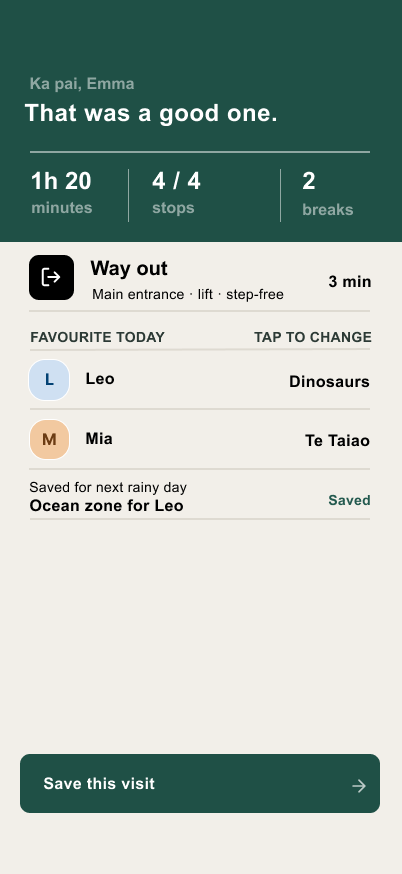 Ka pai, Emma
That was a good one.
1h 20
minutes
4 / 4
stops
2
breaks
Way out
Main entrance · lift · step-free
3 min
FAVOURITE TODAY
TAP TO CHANGE
L
Leo
Dinosaurs
M
Mia
Te Taiao
Saved for next rainy day
Ocean zone for Leo
Saved
Save this visit